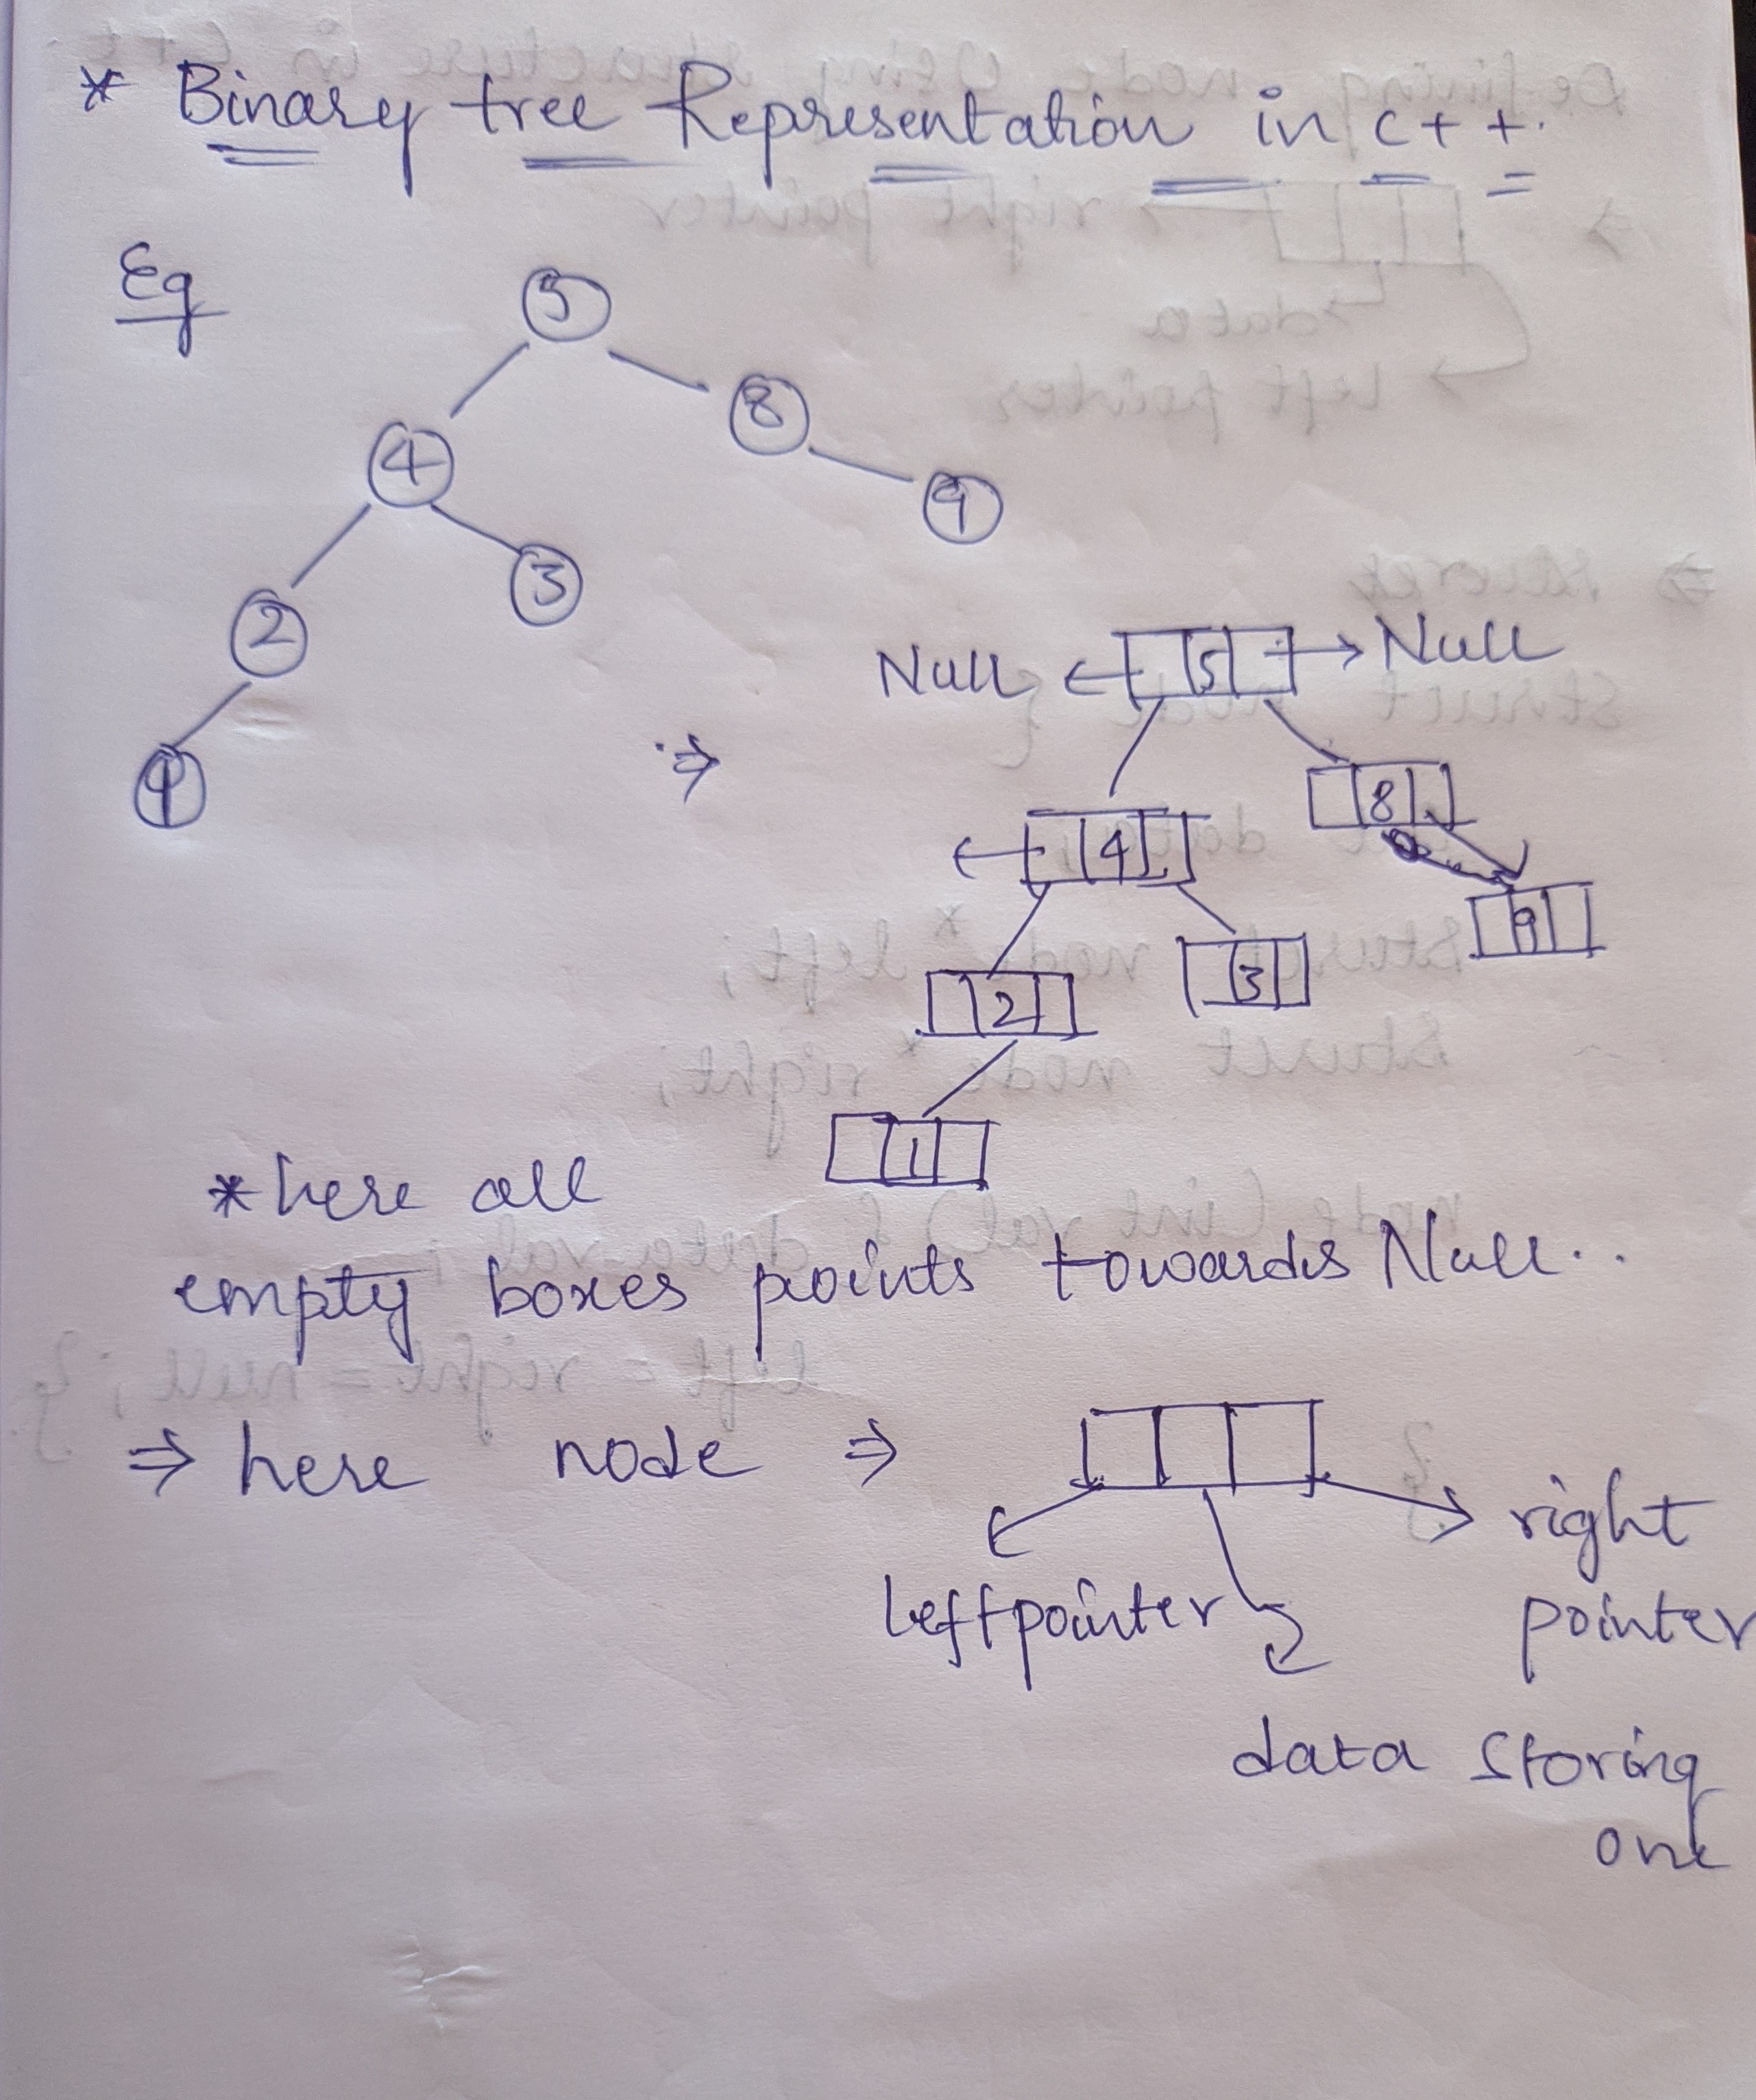 * Binary tree Representation in c++.
Eg
5
8
4
9
3
2
1
Null ← 5 → Null
⇒
8
← 4
9
2
3
1
* here all
empty boxes points towards Null..
⇒ here node ⇒
right
leftpointer
pointer
data storing
one